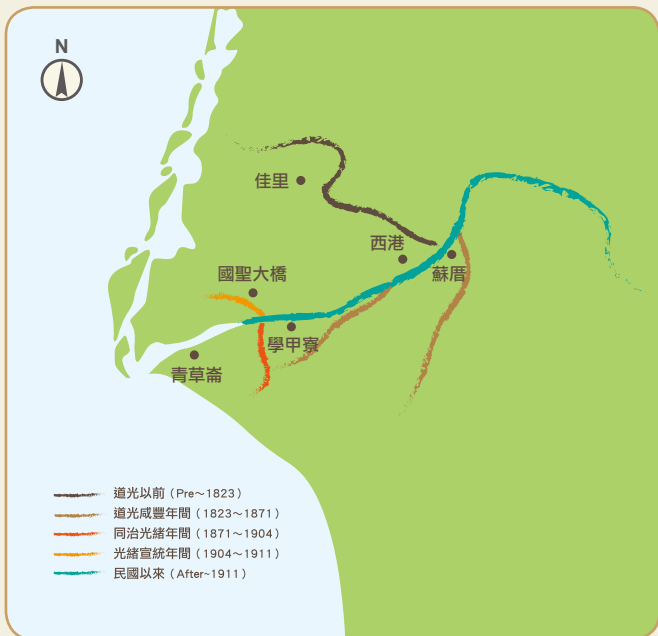 N
佳里
西港
蘇厝
國聖大橋
學甲寮
青草崙
道光以前（Pre～1823）
道光咸豐年間（1823～1871）
同治光緒年間（1871～1904）
光緒宣統年間（1904～1911）
民國以來（After~1911）